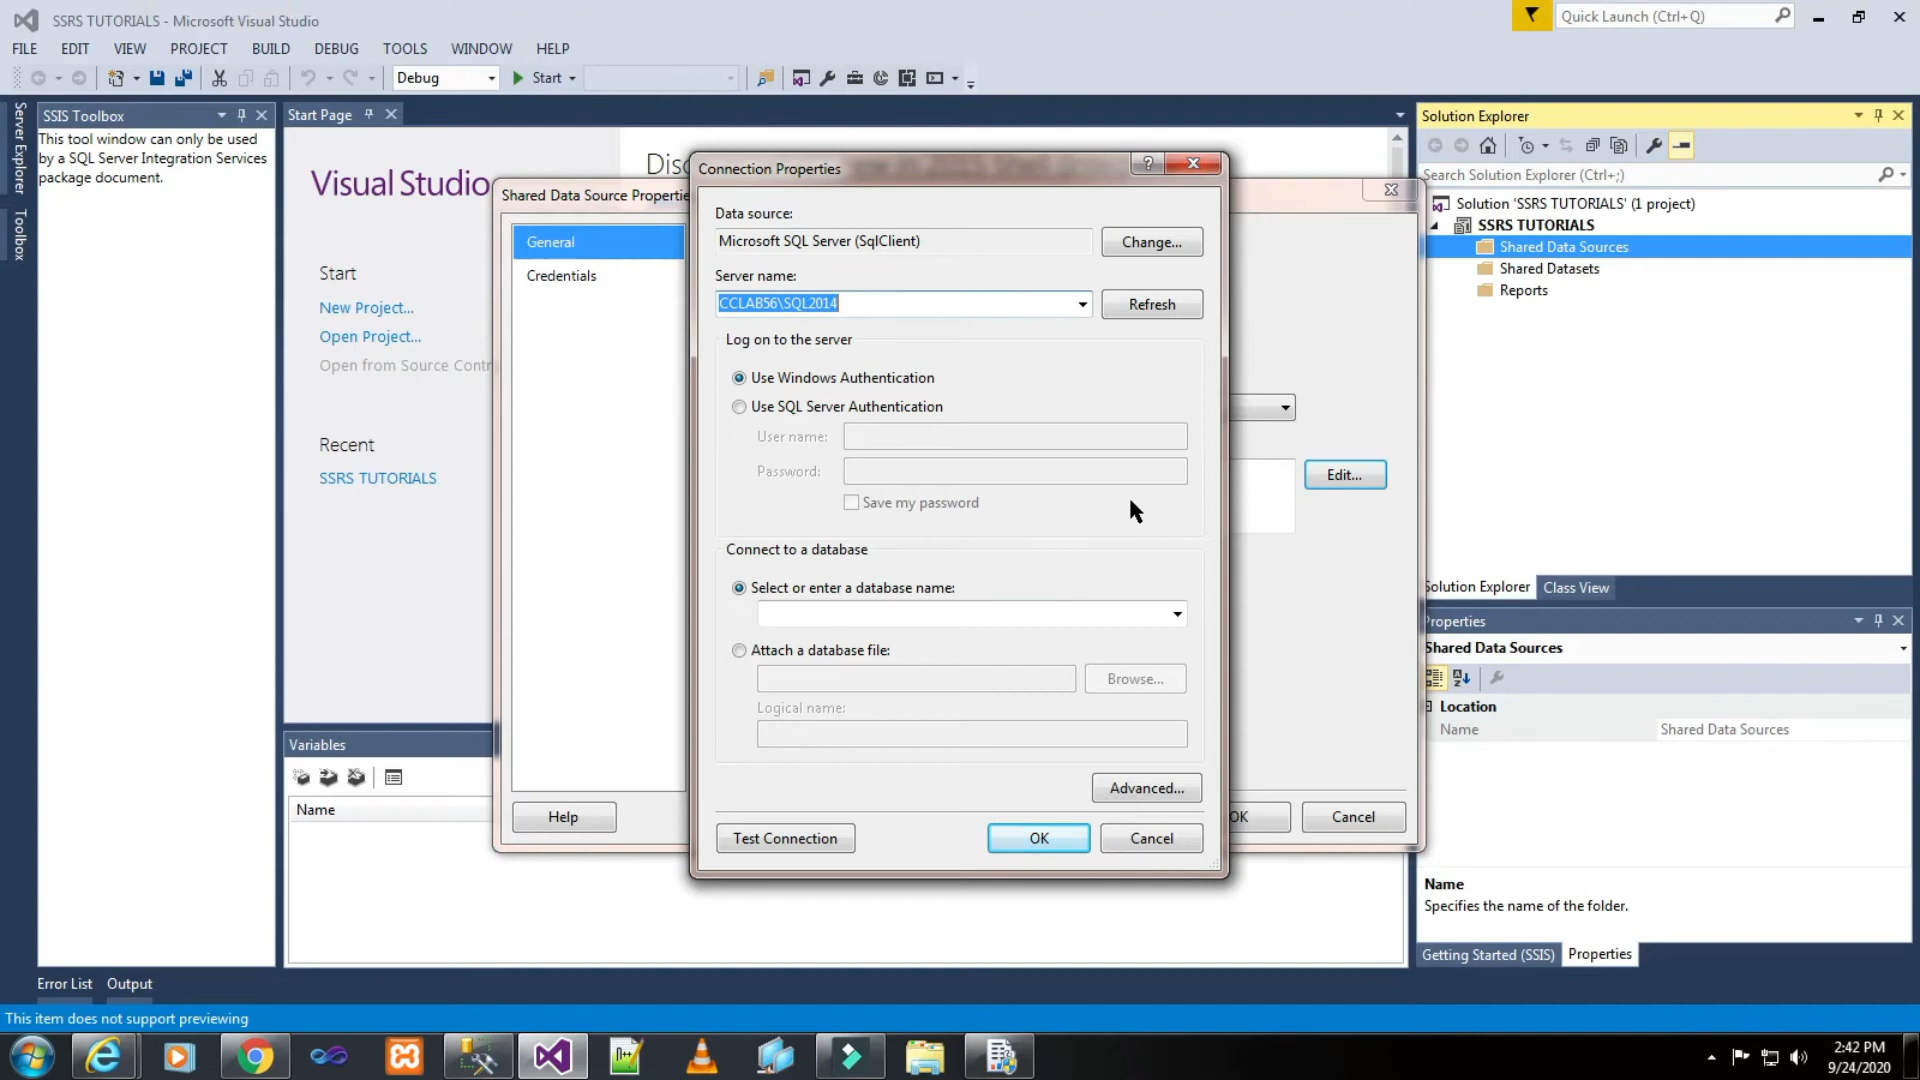 SSRS TUTORIALS - Microsoft Visual Studio
Quick Launch (Ctrl+Q)
FILE EDIT VIEW PROJECT BUILD DEBUG TOOLS WINDOW HELP
Debug Start
Server Explorer
Toolbox
SSIS Toolbox
This tool window can only be used
by a SQL Server Integration Services
package document.
Start Page
Visual Studio
Start
New Project...
Open Project...
Open from Source Contr
Recent
SSRS TUTORIALS
Variables
Name
Shared Data Source Propertie
General
Credentials
Edit...
Help
OK
Cancel
Connection Properties
Data source:
Microsoft SQL Server (SqlClient)
Change...
Server name:
CCLAB56\SQL2014
Refresh
Log on to the server
Use Windows Authentication
Use SQL Server Authentication
User name:
Password:
Save my password
Connect to a database
Select or enter a database name:
Attach a database file:
Browse...
Logical name:
Advanced...
Test Connection
OK
Cancel
Solution Explorer
Search Solution Explorer (Ctrl+;)
Solution 'SSRS TUTORIALS' (1 project)
SSRS TUTORIALS
Shared Data Sources
Shared Datasets
Reports
Solution Explorer Class View
Properties
Shared Data Sources
Location
Name Shared Data Sources
Name
Specifies the name of the folder.
Getting Started (SSIS) Properties
Error List Output
This item does not support previewing
2:42 PM
9/24/2020